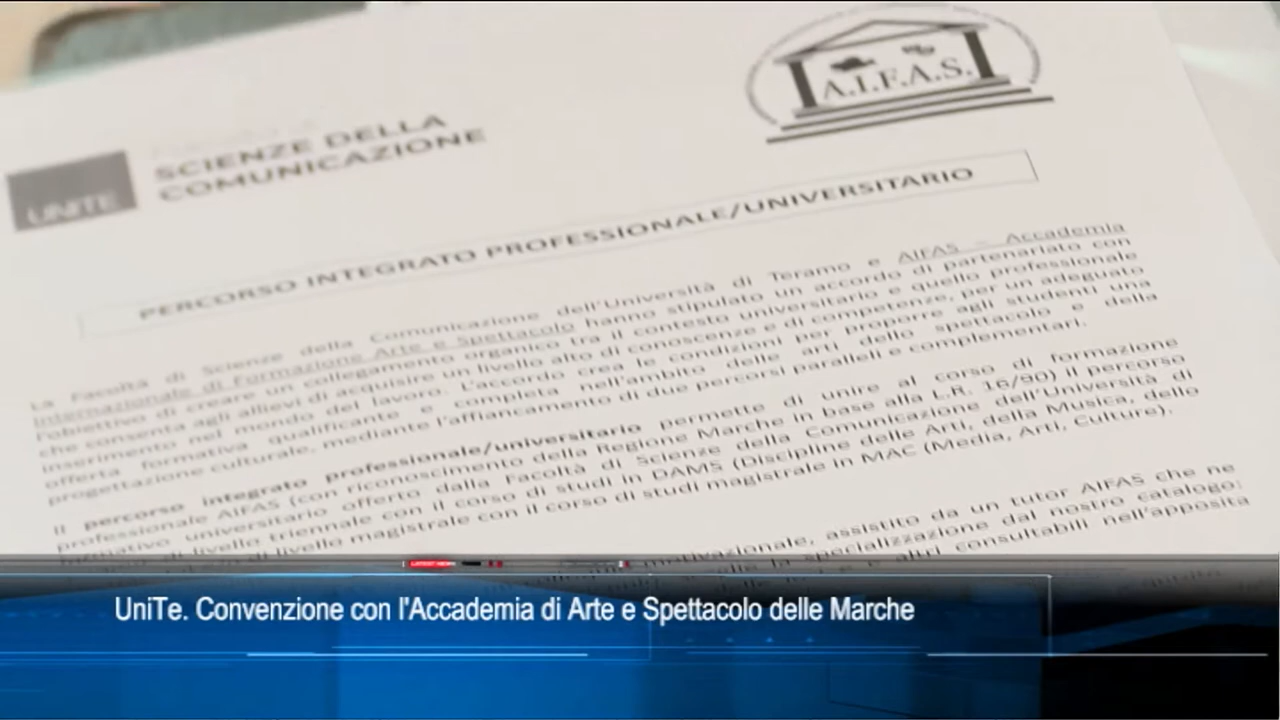 A.I.F.A.S.
UNITE
SCIENZE DELLA
COMUNICAZIONE
PERCORSO INTEGRATO PROFESSIONALE/UNIVERSITARIO
La Facoltà di Scienze della Comunicazione dell'Università di Teramo e AIFAS – Accademia
Internazionale di Formazione Arte e Spettacolo hanno stipulato un accordo di partenariato con
l'obiettivo di creare un collegamento organico tra il contesto universitario e quello professionale
che consenta agli allievi di acquisire un livello alto di conoscenze e di competenze, per un adeguato
inserimento nel mondo del lavoro. L'accordo crea le condizioni per proporre agli studenti una
offerta formativa qualificante e completa nell'ambito delle arti dello spettacolo e della
progettazione culturale, mediante l'affiancamento di due percorsi paralleli e complementari.
Il percorso integrato professionale/universitario permette di unire al corso di formazione
professionale AIFAS (con riconoscimento della Regione Marche in base alla L.R. 16/90) il percorso
formativo universitario offerto dalla Facoltà di Scienze della Comunicazione dell'Università di
di livello triennale con il corso di studi in DAMS (Discipline delle Arti, della Musica, dello
di livello magistrale con il corso di studi magistrale in MAC (Media, Arti, Culture).
motivazionale, assistito da un tutor AIFAS che ne
la specializzazione dal nostro catalogo:
altri consultabili nell'apposita
LATEST NEWS
UniTe. Convenzione con l'Accademia di Arte e Spettacolo delle Marche